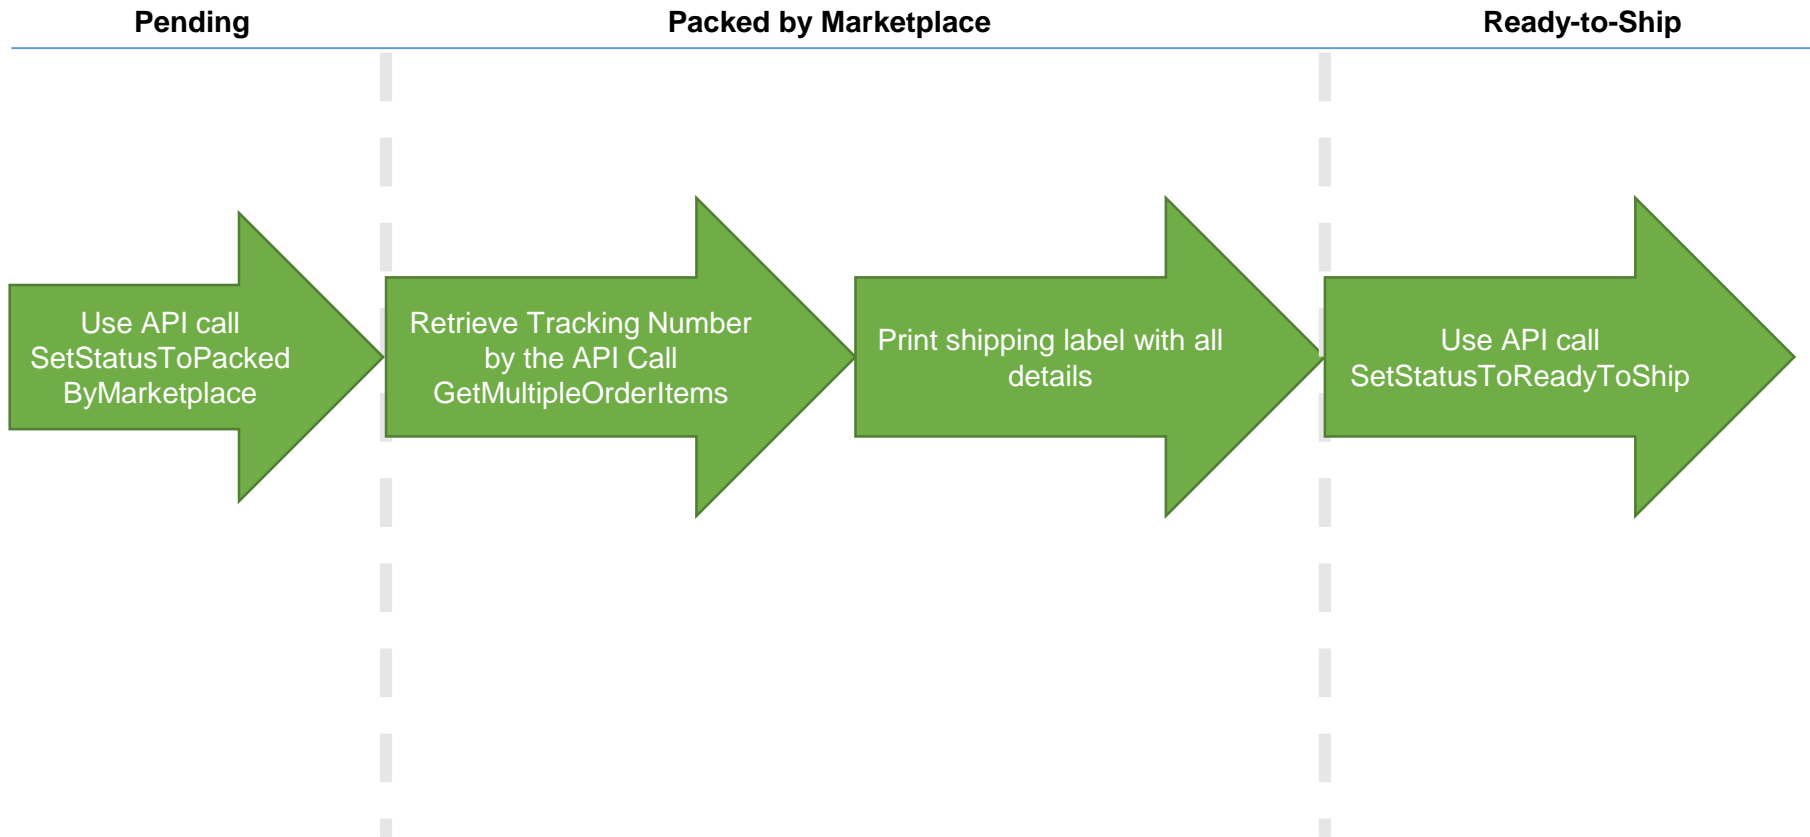 Pending
Packed by Marketplace
Ready-to-Ship
Use API call
SetStatusToPacked
ByMarketplace
Retrieve Tracking Number
by the API Call
GetMultipleOrderItems
Print shipping label with all
details
Use API call
SetStatusToReadyToShip